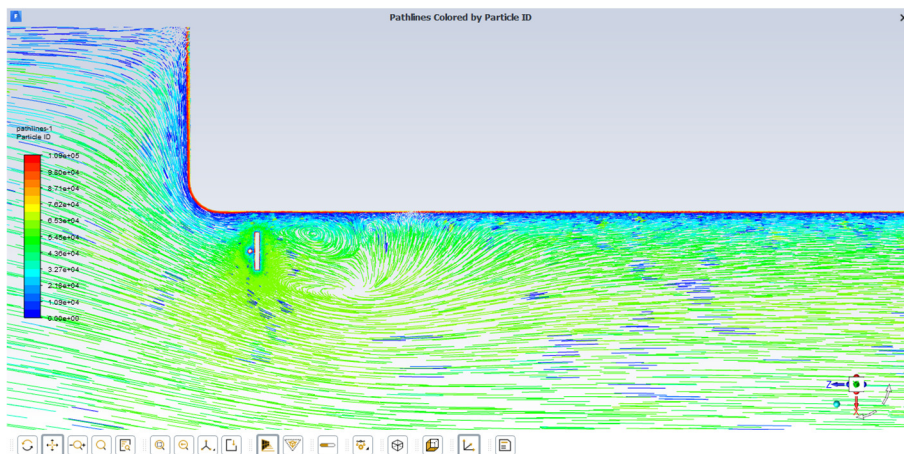 Pathlines Colored by Particle ID
pathlines-1
Particle ID
1.09e+05
9.80e+04
8.71e+04
7.62e+04
6.53e+04
5.45e+04
4.36e+04
3.27e+04
2.18e+04
1.09e+04
0.00e+00
Z